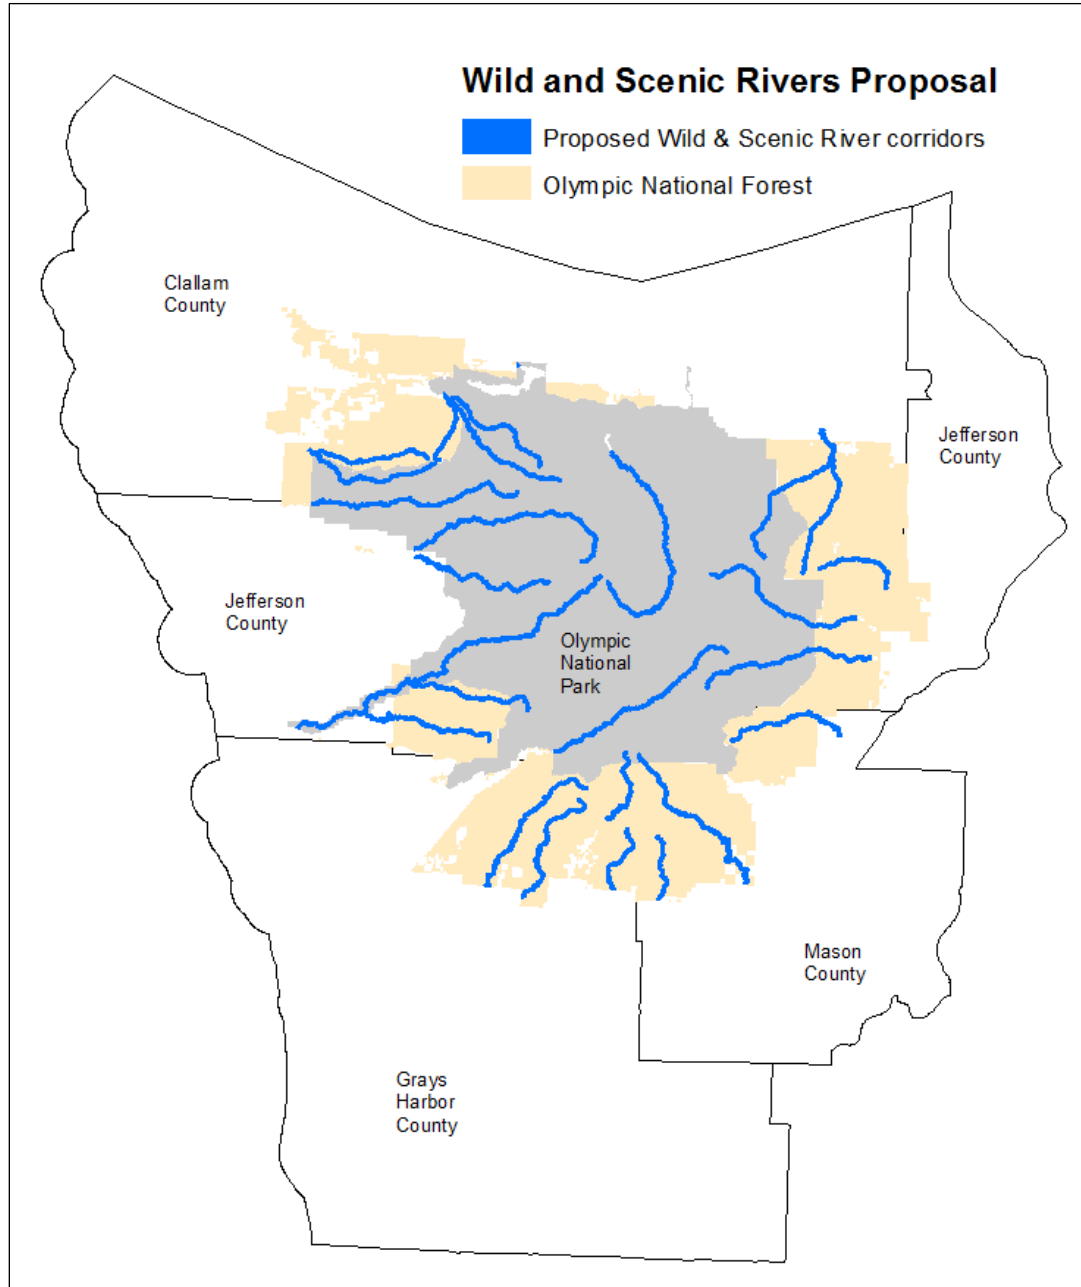 Wild and Scenic Rivers Proposal
Proposed Wild & Scenic River corridors
Olympic National Forest
Clallam
County
Jefferson
County
Jefferson
County
Olympic
National
Park
Mason
County
Grays
Harbor
County